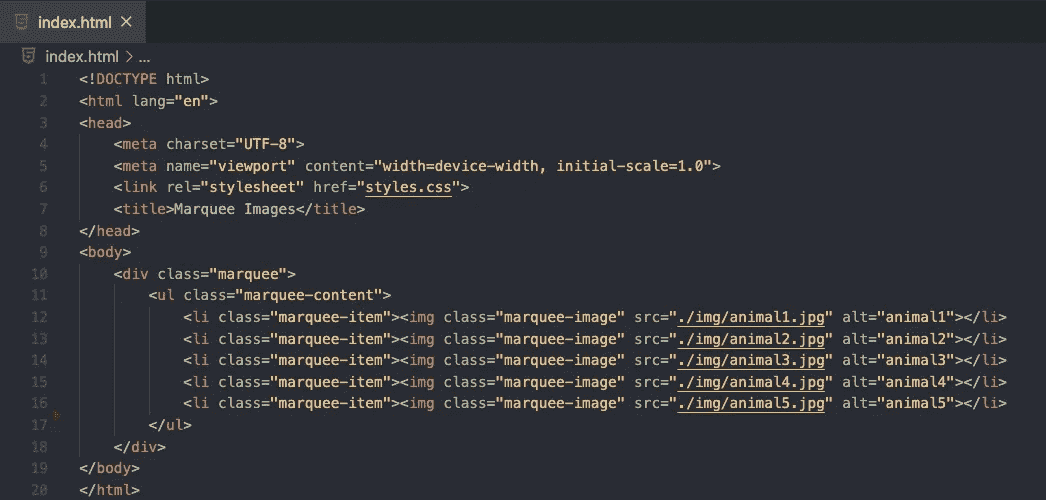 index.html ×
index.html > ...
1 <!DOCTYPE html>
2 <html lang="en">
3 <head>
4 <meta charset="UTF-8">
5 <meta name="viewport" content="width=device-width, initial-scale=1.0">
6 <link rel="stylesheet" href="styles.css">
7 <title>Marquee Images</title>
8 </head>
9 <body>
10 <div class="marquee">
11 <ul class="marquee-content">
12 <li class="marquee-item"><img class="marquee-image" src="./img/animal1.jpg" alt="animal1"></li>
13 <li class="marquee-item"><img class="marquee-image" src="./img/animal2.jpg" alt="animal2"></li>
14 <li class="marquee-item"><img class="marquee-image" src="./img/animal3.jpg" alt="animal3"></li>
15 <li class="marquee-item"><img class="marquee-image" src="./img/animal4.jpg" alt="animal4"></li>
16 <li class="marquee-item"><img class="marquee-image" src="./img/animal5.jpg" alt="animal5"></li>
17 </ul>
18 </div>
19 </body>
20 </html>